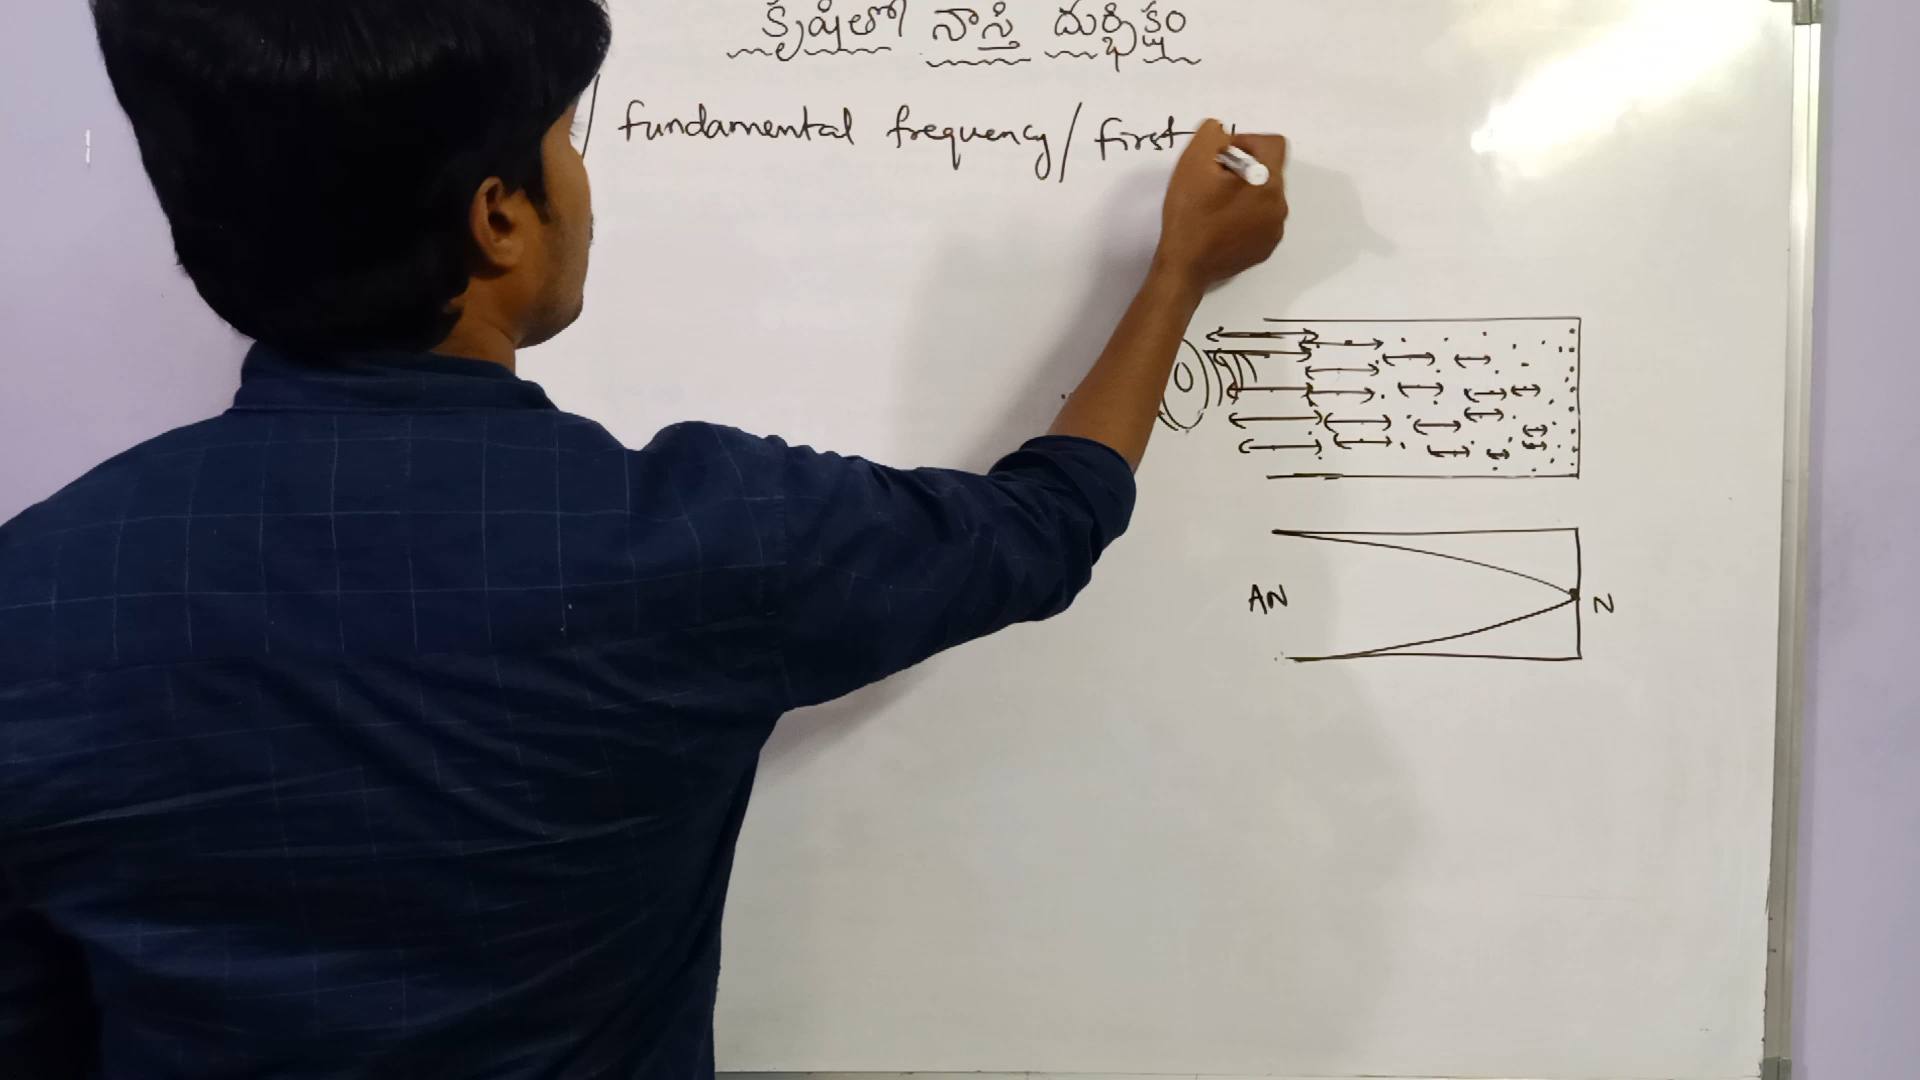 కృషితో నాస్తి దుర్భిక్షం
/ fundamental frequency / first
AN N